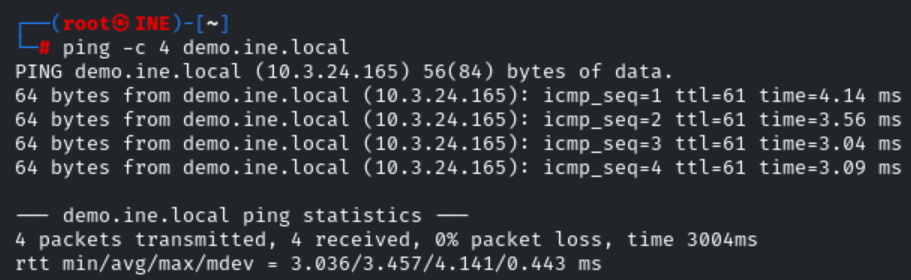 ┌──(root㉿INE)-[~]
└─# ping -c 4 demo.ine.local
PING demo.ine.local (10.3.24.165) 56(84) bytes of data.
64 bytes from demo.ine.local (10.3.24.165): icmp_seq=1 ttl=61 time=4.14 ms
64 bytes from demo.ine.local (10.3.24.165): icmp_seq=2 ttl=61 time=3.56 ms
64 bytes from demo.ine.local (10.3.24.165): icmp_seq=3 ttl=61 time=3.04 ms
64 bytes from demo.ine.local (10.3.24.165): icmp_seq=4 ttl=61 time=3.09 ms
--- demo.ine.local ping statistics ---
4 packets transmitted, 4 received, 0% packet loss, time 3004ms
rtt min/avg/max/mdev = 3.036/3.457/4.141/0.443 ms